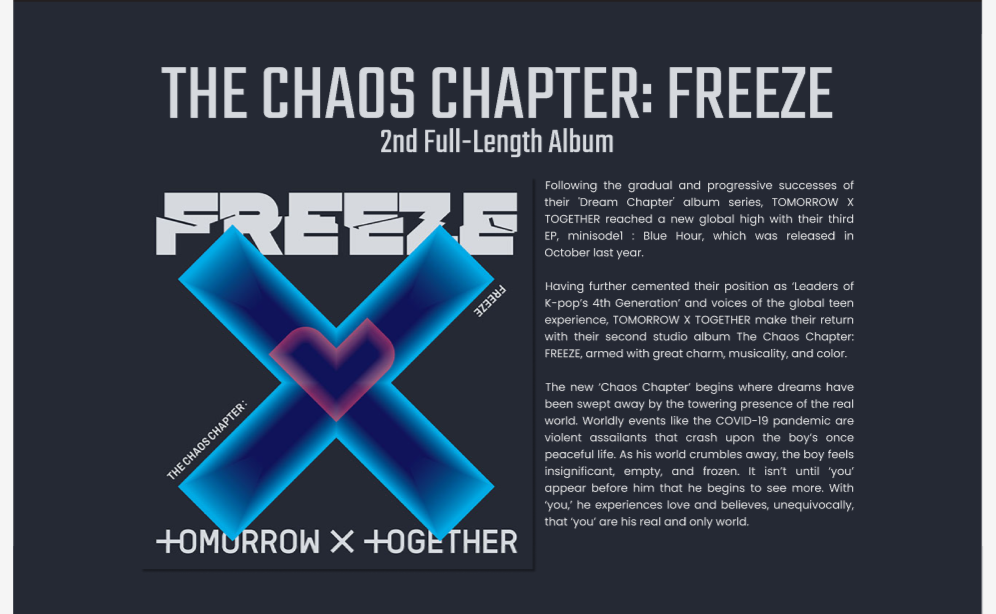 THE CHAOS CHAPTER: FREEZE
2nd Full-Length Album
FREEZE
FREEZE
THE CHAOS CHAPTER:
TOMORROW X TOGETHER
Following the gradual and progressive successes of
their 'Dream Chapter' album series, TOMORROW X
TOGETHER reached a new global high with their third
EP, minisode1 : Blue Hour, which was released in
October last year.
Having further cemented their position as ‘Leaders of
K-pop’s 4th Generation’ and voices of the global teen
experience, TOMORROW X TOGETHER make their return
with their second studio album The Chaos Chapter:
FREEZE, armed with great charm, musicality, and color.
The new ‘Chaos Chapter’ begins where dreams have
been swept away by the towering presence of the real
world. Worldly events like the COVID-19 pandemic are
violent assailants that crash upon the boy’s once
peaceful life. As his world crumbles away, the boy feels
insignificant, empty, and frozen. It isn’t until ‘you’
appear before him that he begins to see more. With
‘you,’ he experiences love and believes, unequivocally,
that ‘you’ are his real and only world.